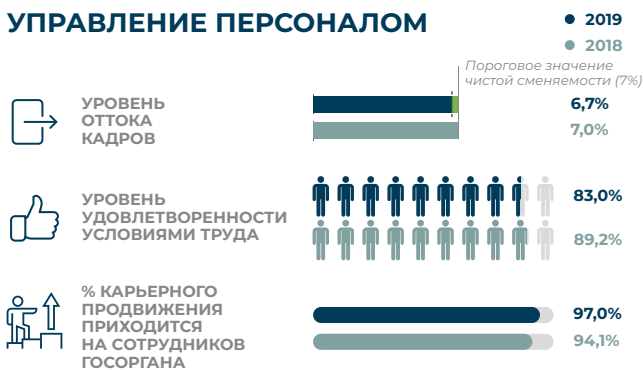 УПРАВЛЕНИЕ ПЕРСОНАЛОМ
2019
2018
Пороговое значение
чистой сменяемости (7%)
УРОВЕНЬ
ОТТОКА
КАДРОВ
6,7%
7,0%
УРОВЕНЬ
УДОВЛЕТВОРЕННОСТИ
УСЛОВИЯМИ ТРУДА
83,0%
89,2%
% КАРЬЕРНОГО
ПРОДВИЖЕНИЯ
ПРИХОДИТСЯ
НА СОТРУДНИКОВ
ГОСОРГАНА
97,0%
94,1%